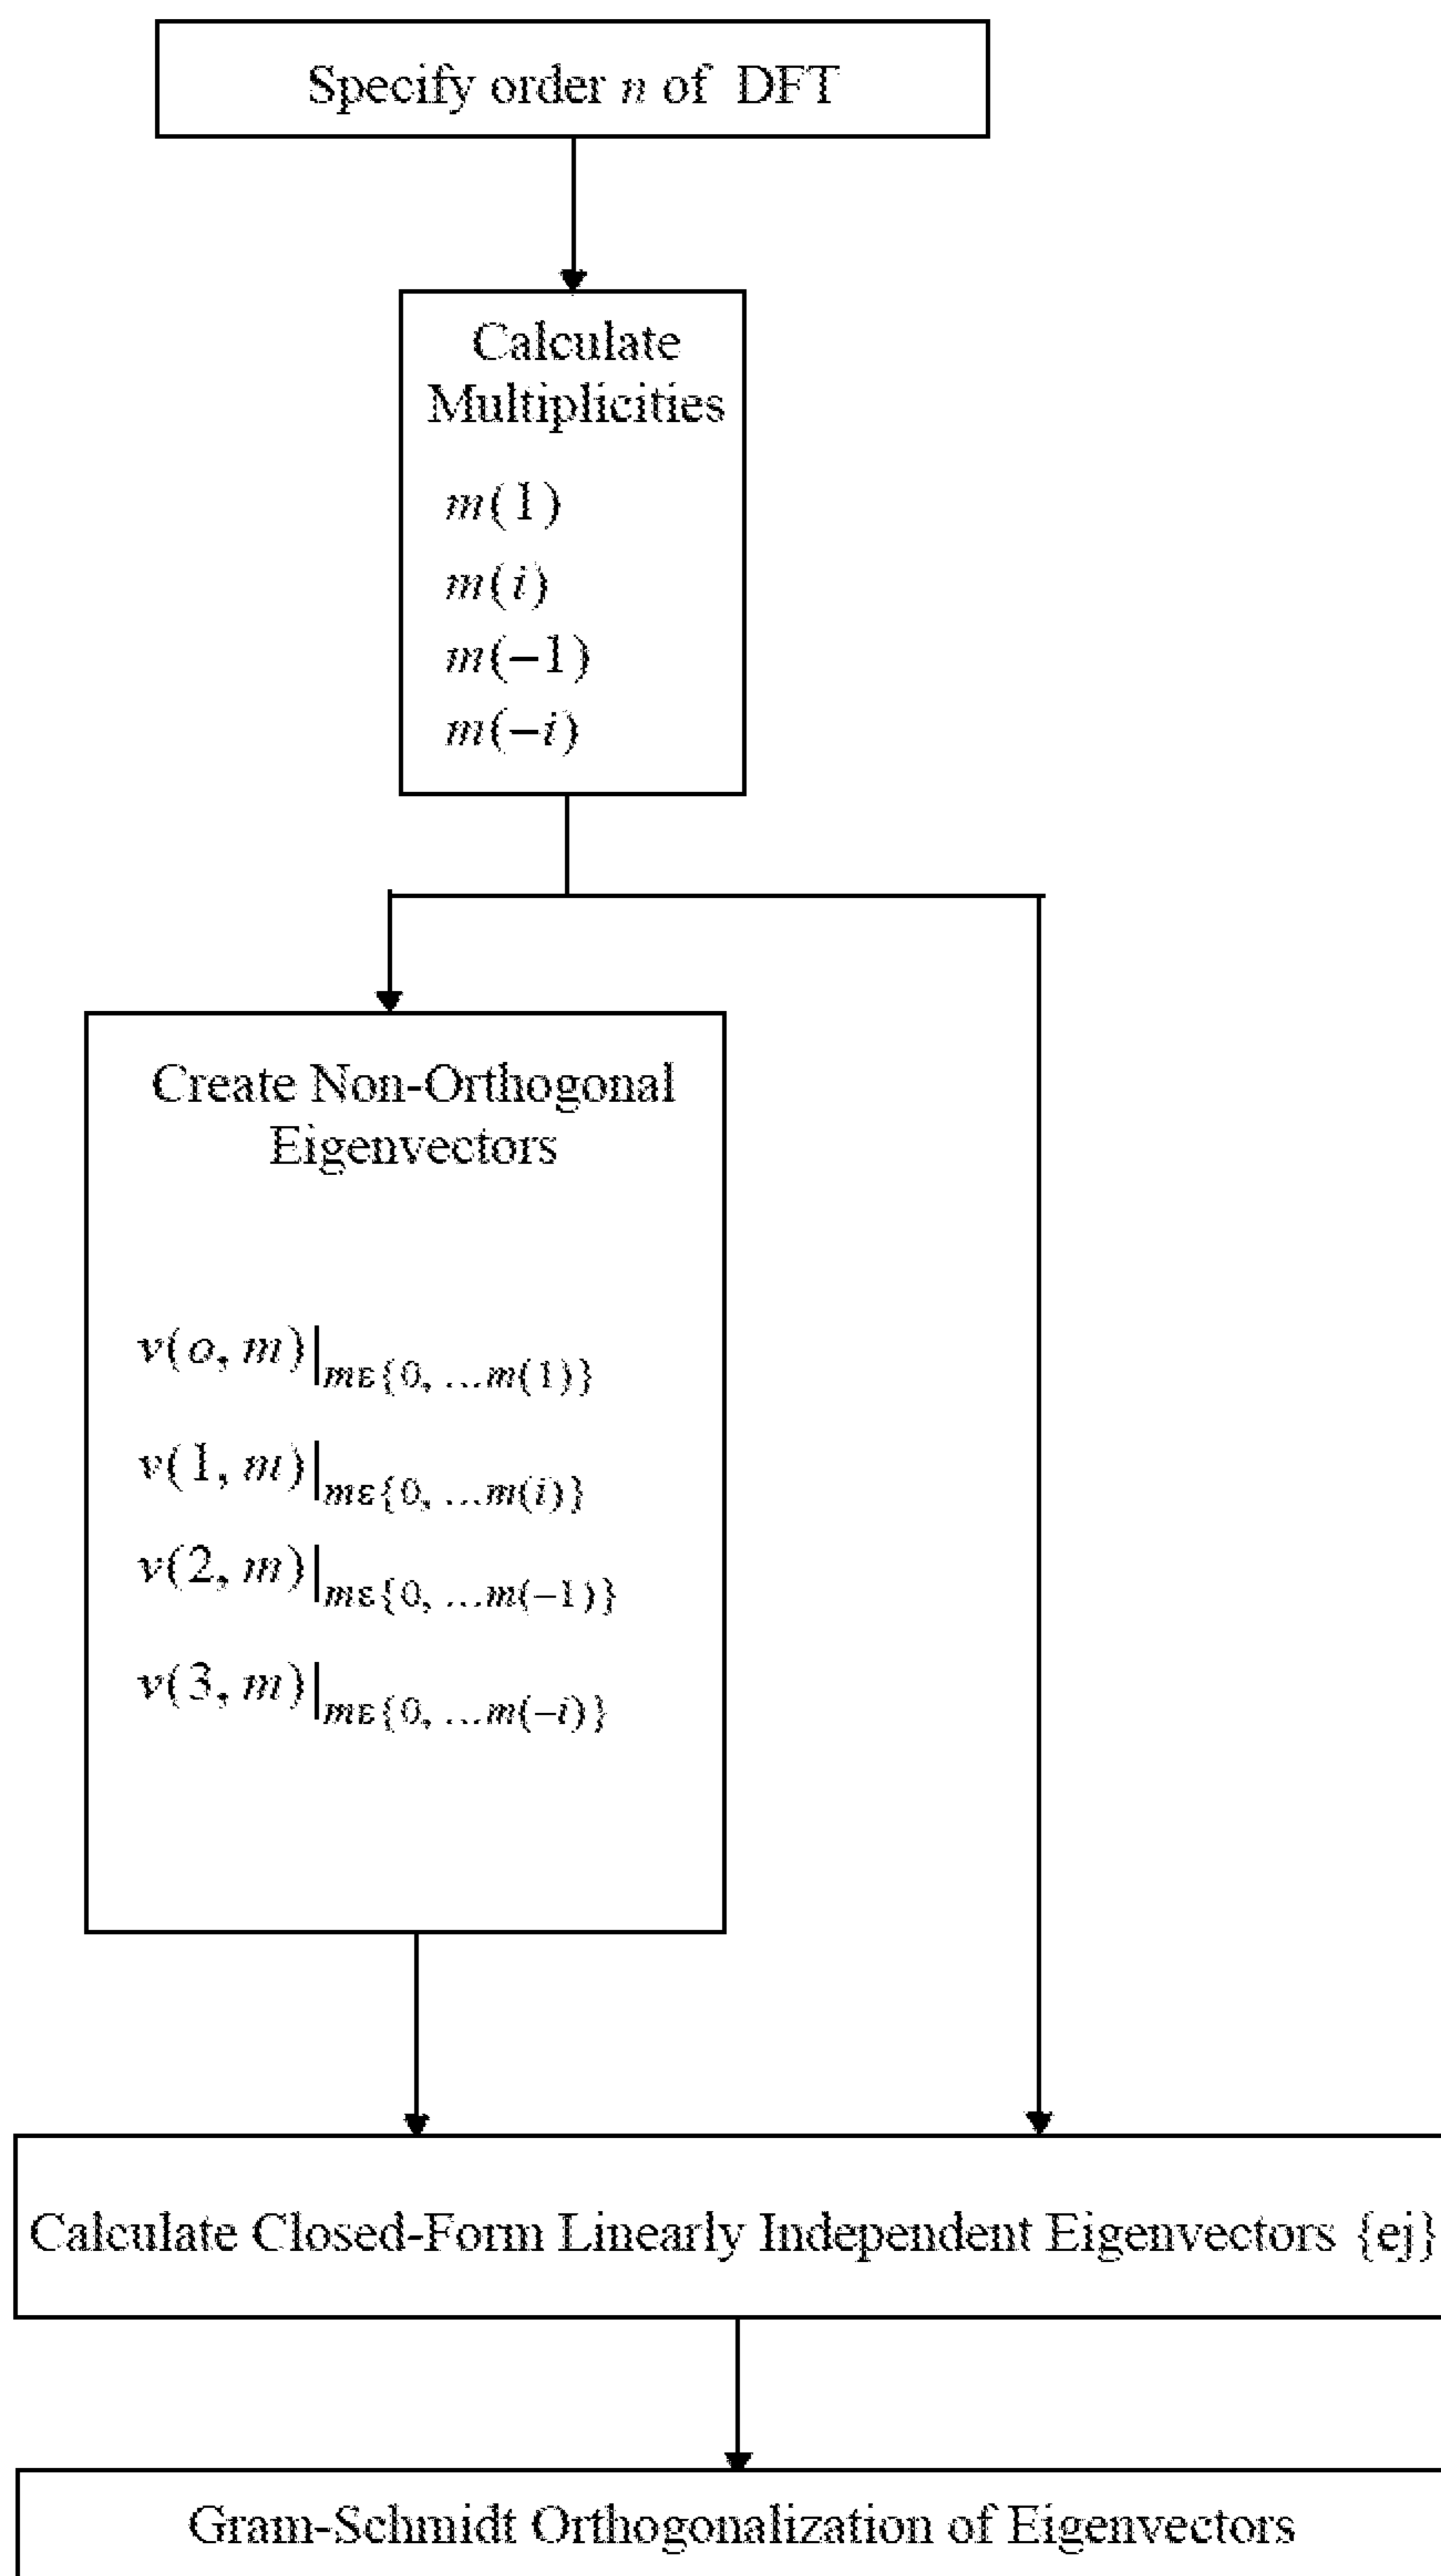 Specify order n of DFT
Calculate
Multiplicities
m(1)
m(i)
m(−1)
m(−i)
Create Non-Orthogonal
Eigenvectors
v(o, m)|mε{0, ...m(1)}
v(1, m)|mε{0, ...m(i)}
v(2, m)|mε{0, ...m(−1)}
v(3, m)|mε{0, ...m(−i)}
Calculate Closed-Form Linearly Independent Eigenvectors {ej}
Gram-Schmidt Orthogonalization of Eigenvectors